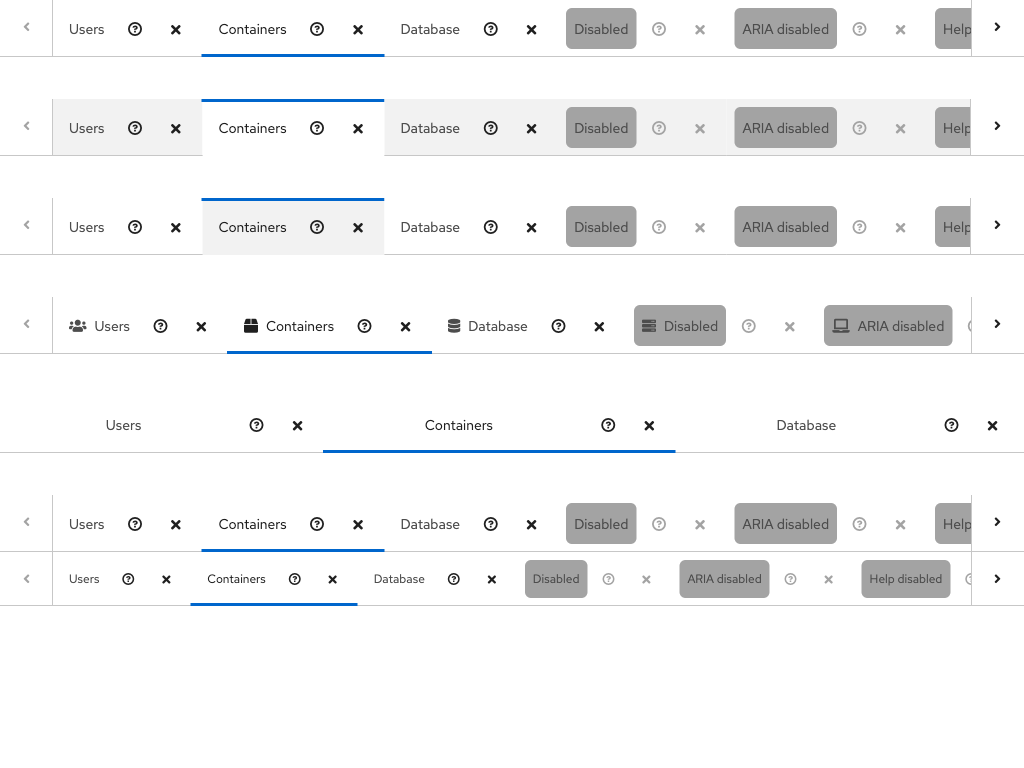 Users Containers Database Disabled ARIA disabled Help
Users Containers Database Disabled ARIA disabled Help
Users Containers Database Disabled ARIA disabled Help
Users Containers Database Disabled ARIA disabled
Users Containers Database
Users Containers Database Disabled ARIA disabled Help
Users Containers Database Disabled ARIA disabled Help disabled